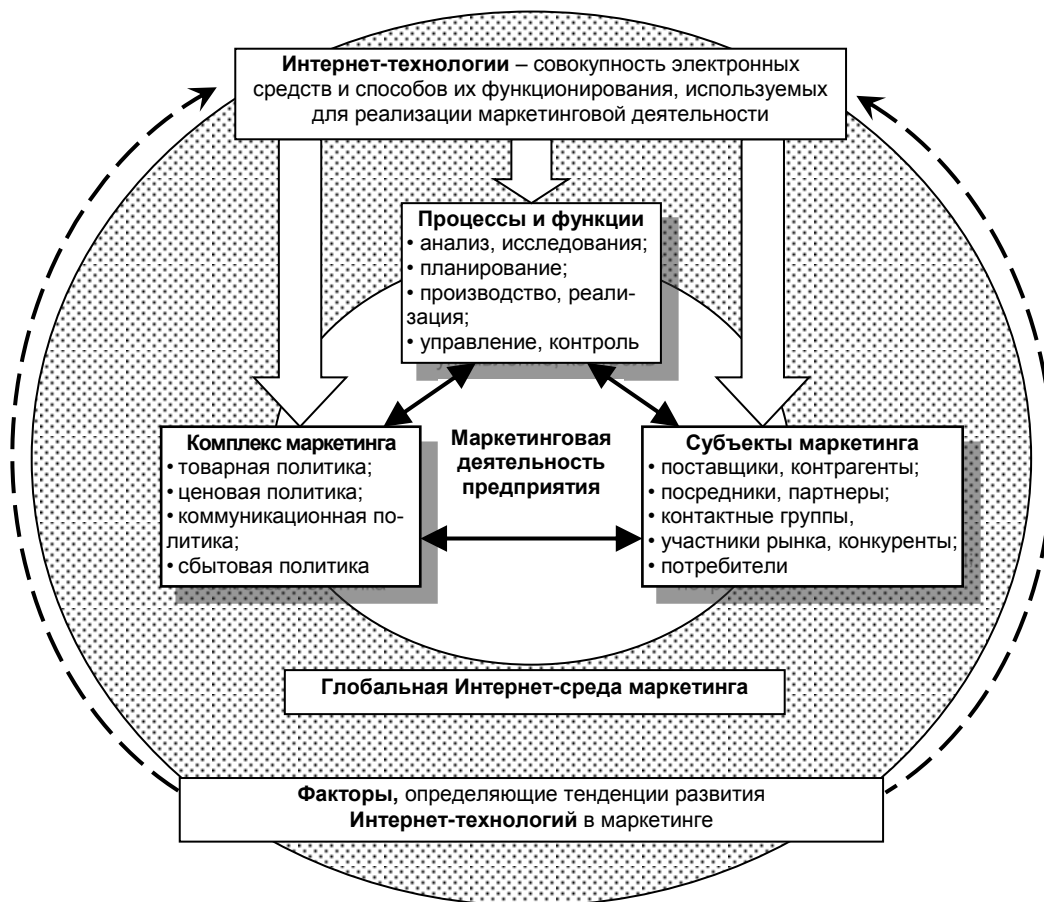 Интернет-технологии – совокупность электронных
средств и способов их функционирования, используемых
для реализации маркетинговой деятельности
Процессы и функции
• анализ, исследования;
• планирование;
• производство, реали-
зация;
• управление, контроль
Комплекс маркетинга
• товарная политика;
• ценовая политика;
• коммуникационная по-
литика;
• сбытовая политика
Маркетинговая
деятельность
предприятия
Субъекты маркетинга
• поставщики, контрагенты;
• посредники, партнеры;
• контактные группы,
• участники рынка, конкуренты;
• потребители
Глобальная Интернет-среда маркетинга
Факторы, определяющие тенденции развития
Интернет-технологий в маркетинге